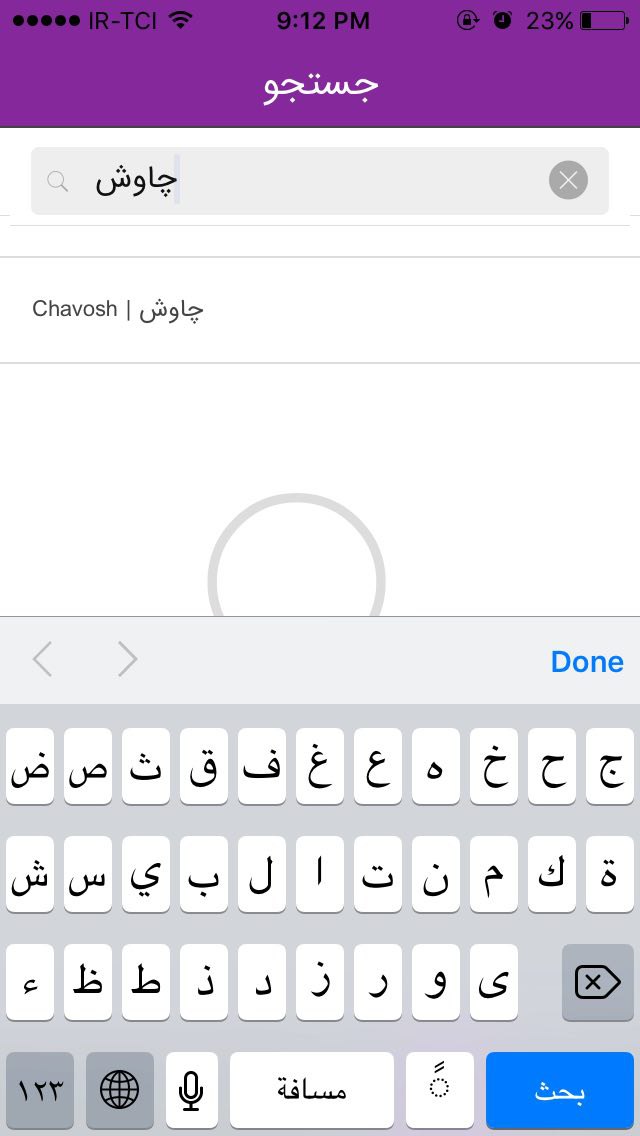 IR-TCI 9:12 PM 23%
جستجو
چاوش
Chavosh | چاوش
Done
ض ص ث ق ف غ ع ه خ ح ج
ش س ي ب ل ا ت ن م ك ة
ء ظ ط ذ د ز ر و ى
١٢٣ مسافة بحث